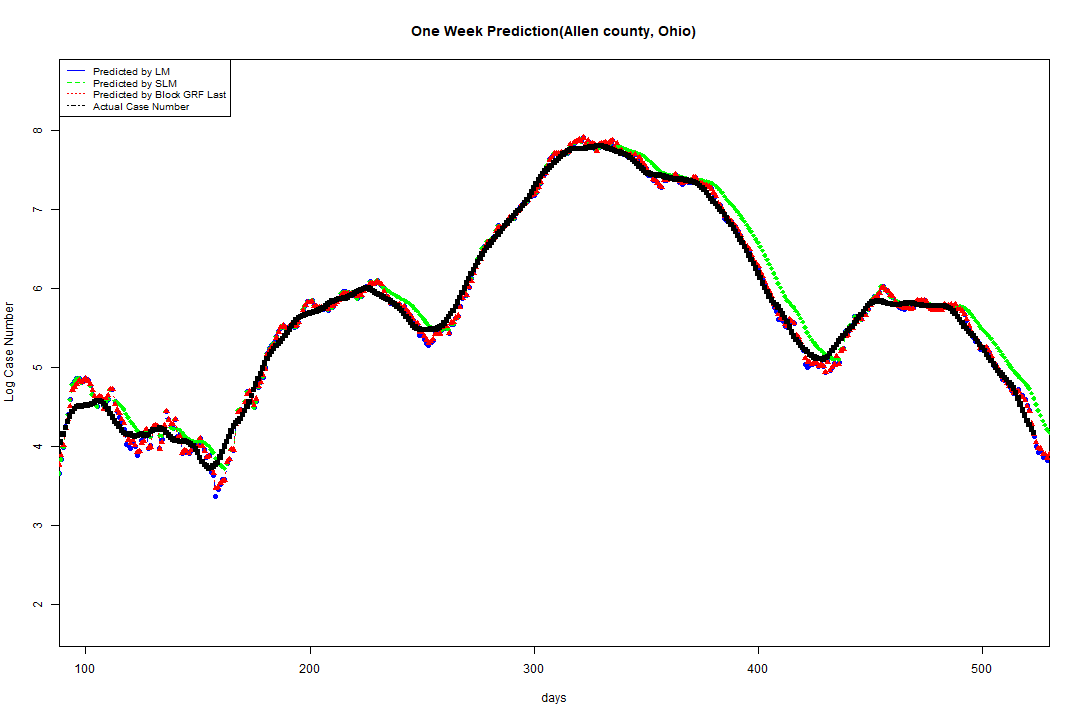 One Week Prediction(Allen county, Ohio)
Predicted by LM
Predicted by SLM
Predicted by Block GRF Last
Actual Case Number
8
7
6
5
4
3
2
Log Case Number
100 200 300 400 500
days